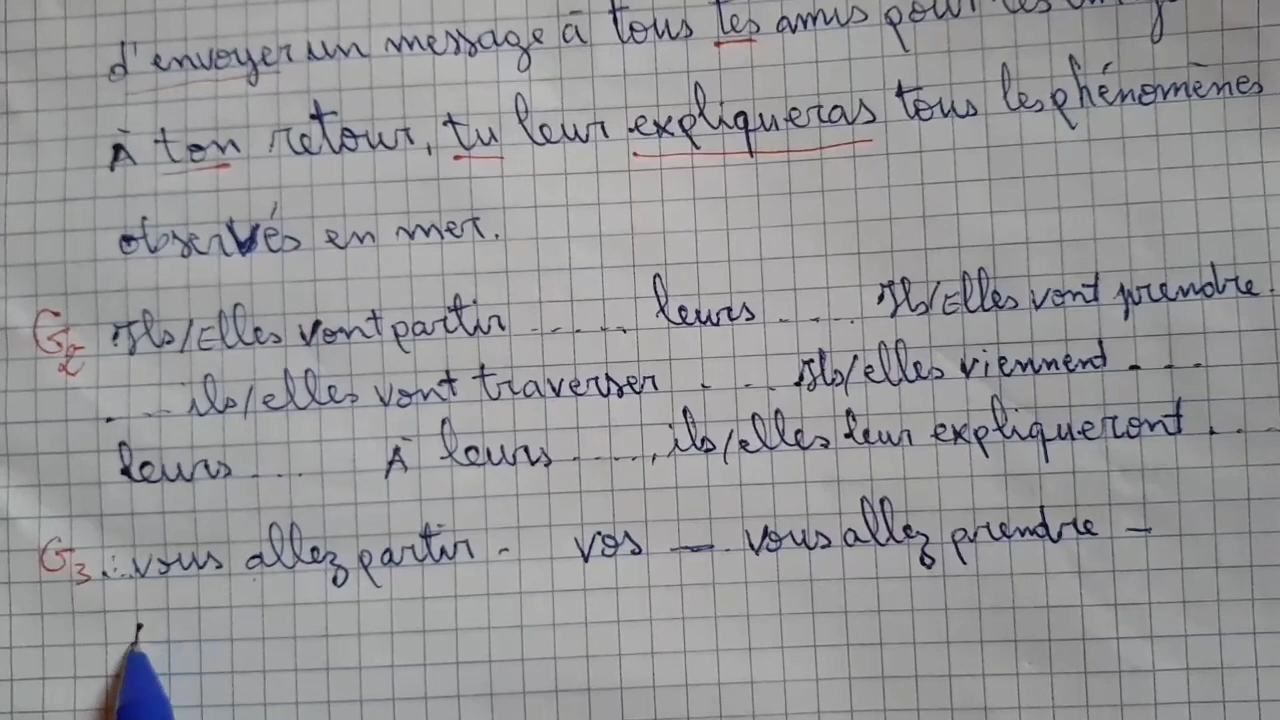 d'envoyer un message à tous tes amis pour les
À ton retour, tu leur expliqueras tous les phénomènes
observés en mer.
G2 Ils/Elles vont partir ..... leurs .... Ils/Elles vont prendre.
... ils/elles vont traverser .... Ils/elles viennent ....
leurs ... À leurs ...., ils/elles leur expliqueront ...
G3 : vous allez partir - vos — vous allez prendre —